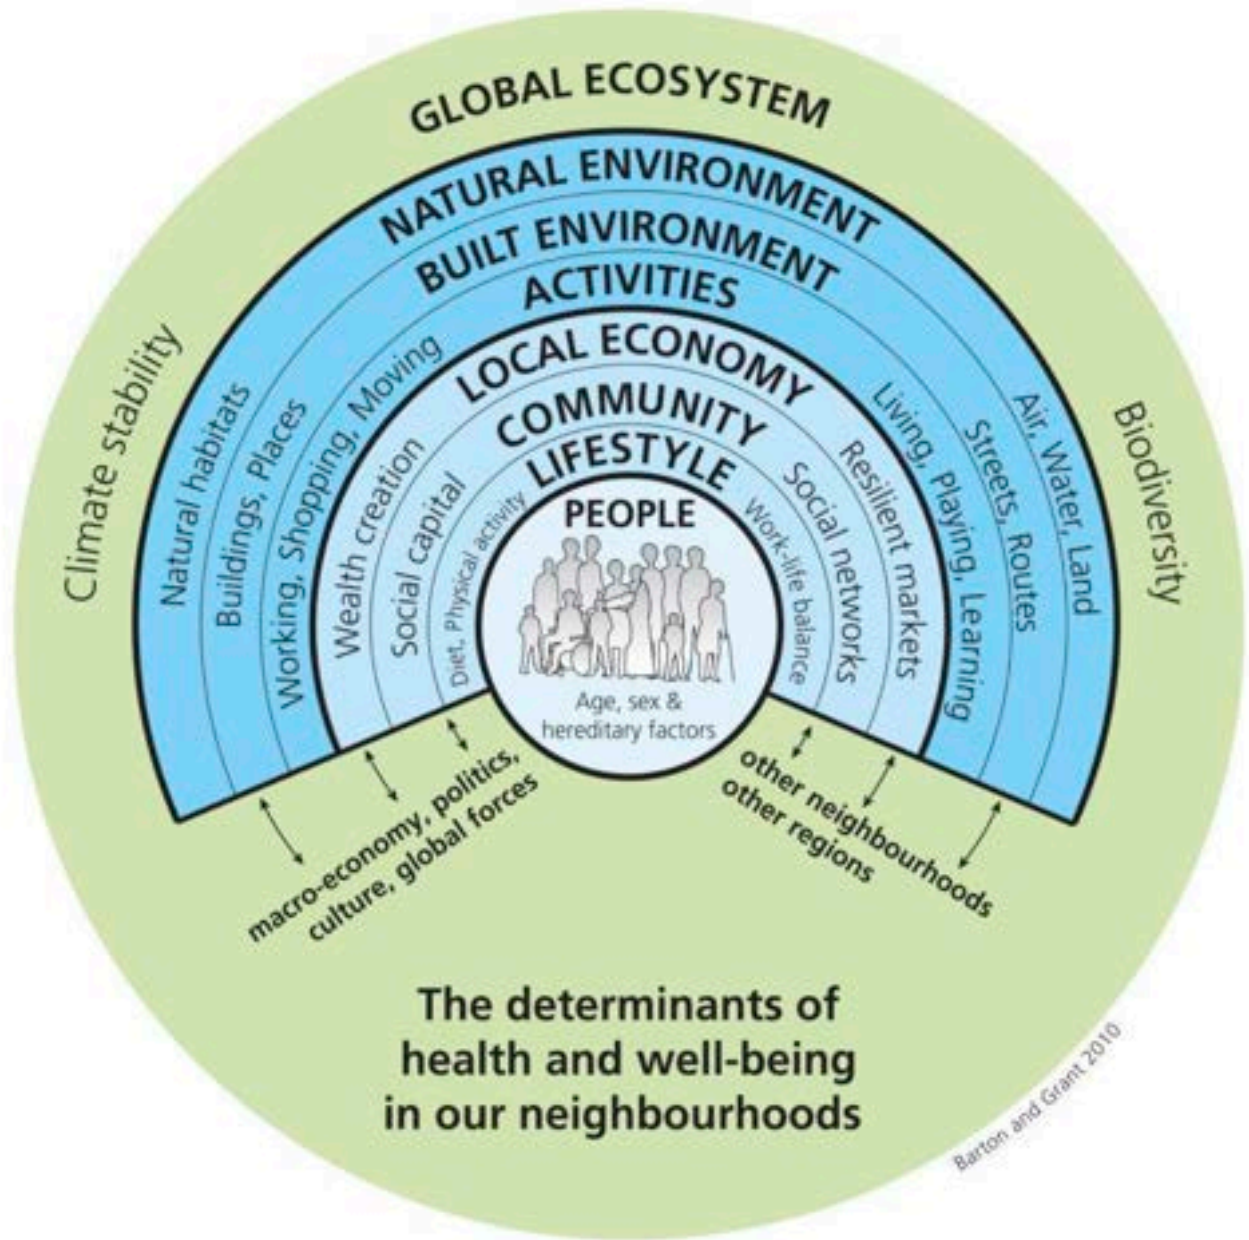 GLOBAL ECOSYSTEM
NATURAL ENVIRONMENT
BUILT ENVIRONMENT
ACTIVITIES
LOCAL ECONOMY
COMMUNITY
LIFESTYLE
PEOPLE
Age, sex &
hereditary factors
Climate stability
Natural habitats
Buildings, Places
Working, Shopping, Moving
Wealth creation
Social capital
Diet, Physical activity
Work-life balance
Social networks
Resilient markets
Living, Playing, Learning
Streets, Routes
Air, Water, Land
Biodiversity
macro-economy, politics,
culture, global forces
other neighbourhoods
other regions
The determinants of
health and well-being
in our neighbourhoods
Barton and Grant 2010